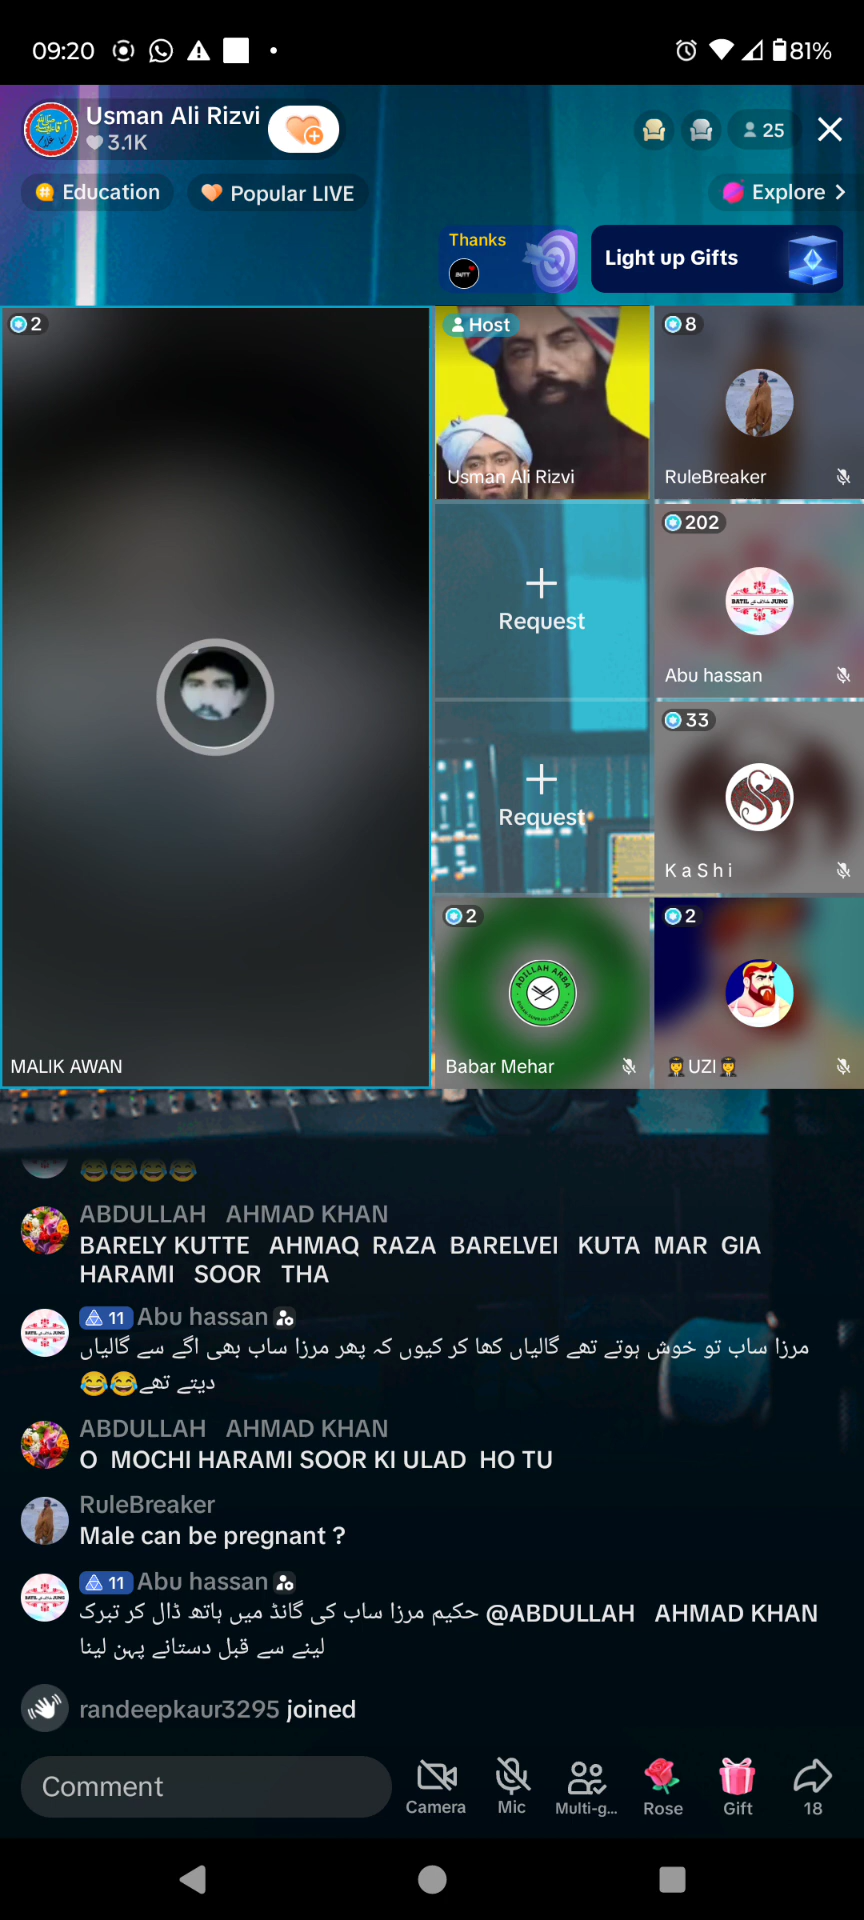 09:20
81%
Usman Ali Rizvi
3.1K
25
Education
Popular LIVE
Explore
Thanks
Light up Gifts
2
Host
Usman Ali Rizvi
8
RuleBreaker
Request
202
BATIL JUNG
Abu hassan
Request
33
K a S h i
MALIK AWAN
2
ADILLAH ARBA
Babar Mehar
2
UZI
😂😂😂😂
ABDULLAH AHMAD KHAN
BARELY KUTTE AHMAQ RAZA BARELVEI KUTA MAR GIA
HARAMI SOOR THA
11 Abu hassan
مرزا ساب تو خوش ہوتے تھے گالیاں کھا کر کیوں کہ پھر مرزا ساب بھی اگے سے گالیاں
دیتے تھے😂😂
ABDULLAH AHMAD KHAN
O MOCHI HARAMI SOOR KI ULAD HO TU
RuleBreaker
Male can be pregnant ?
11 Abu hassan
@ABDULLAH AHMAD KHAN حکیم مرزا ساب کی گانڈ میں ہاتھ ڈال کر تبرک
لینے سے قبل دستانے پہن لینا
randeepkaur3295 joined
Comment
Camera
Mic
Multi-g...
Rose
Gift
18